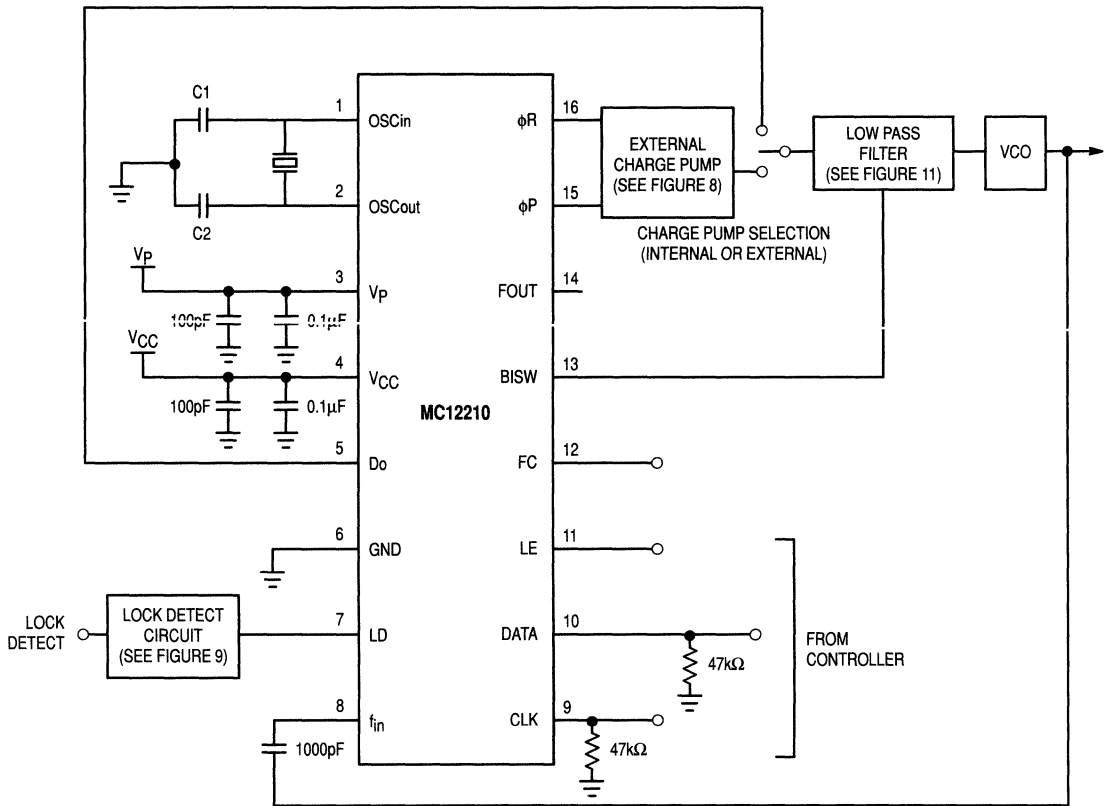 C1
1
OSCin
φR
16
EXTERNAL
CHARGE PUMP
(SEE FIGURE 8)
LOW PASS
FILTER
(SEE FIGURE 11)
VCO
2
OSCout
φP
15
C2
CHARGE PUMP SELECTION
(INTERNAL OR EXTERNAL)
VP
3
VP
FOUT
14
100pF
0.1µF
VCC
4
VCC
BISW
13
100pF
0.1µF
MC12210
5
Do
FC
12
6
GND
LE
11
LOCK
DETECT
LOCK DETECT
CIRCUIT
(SEE FIGURE 9)
7
LD
DATA
10
47kΩ
FROM
CONTROLLER
8
fin
CLK
9
1000pF
47kΩ